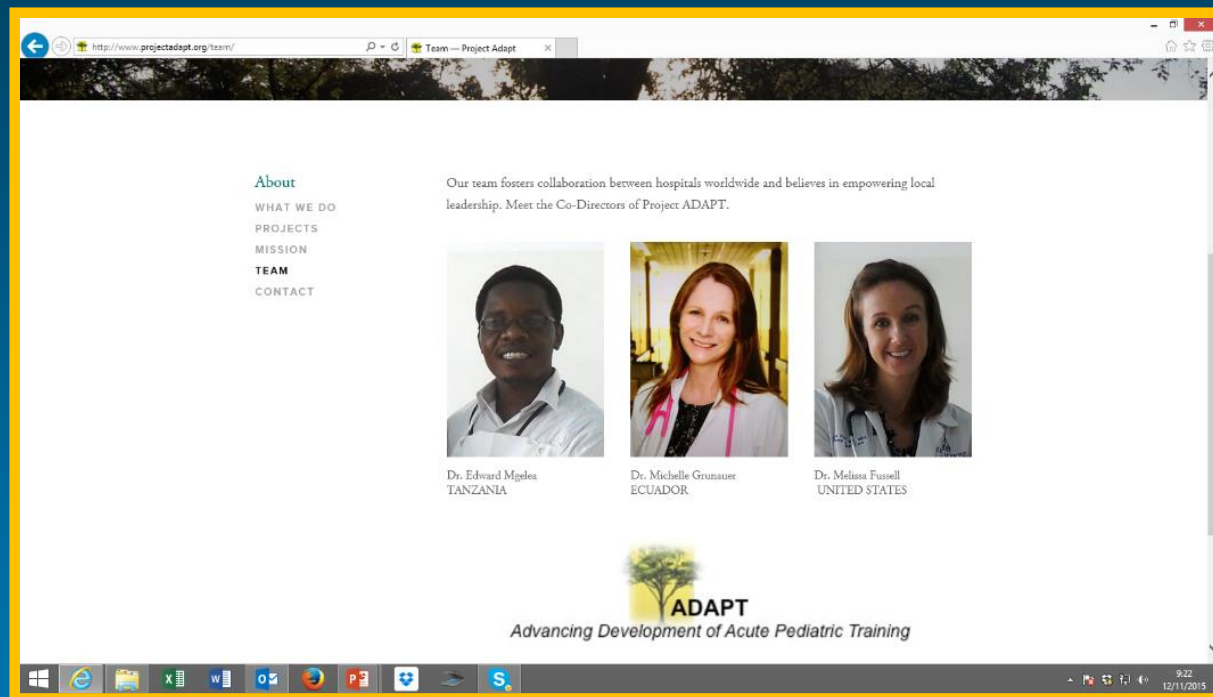 http://www.projectadapt.org/team/
Team — Project Adapt
About
WHAT WE DO
PROJECTS
MISSION
TEAM
CONTACT
Our team fosters collaboration between hospitals worldwide and believes in empowering local
leadership. Meet the Co-Directors of Project ADAPT.
Dr. Edward Mgelea
TANZANIA
Dr. Michelle Grunauer
ECUADOR
Dr. Melissa Fussell
UNITED STATES
ADAPT
Advancing Development of Acute Pediatric Training
9:22
12/11/2015